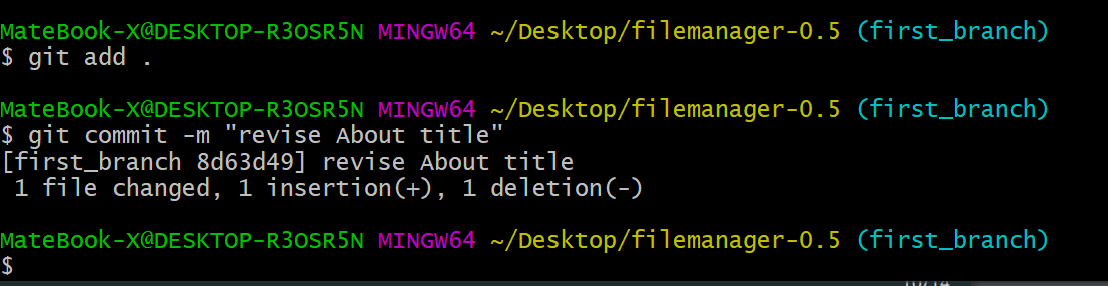 MateBook-X@DESKTOP-R3OSR5N MINGW64 ~/Desktop/filemanager-0.5 (first_branch)
$ git add .
MateBook-X@DESKTOP-R3OSR5N MINGW64 ~/Desktop/filemanager-0.5 (first_branch)
$ git commit -m "revise About title"
[first_branch 8d63d49] revise About title
 1 file changed, 1 insertion(+), 1 deletion(-)
MateBook-X@DESKTOP-R3OSR5N MINGW64 ~/Desktop/filemanager-0.5 (first_branch)
$